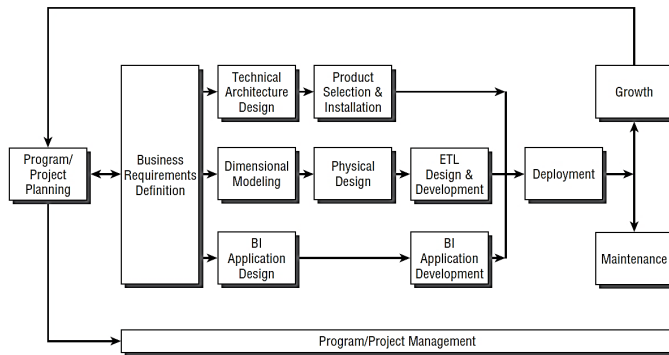 Technical
Architecture
Design
Product
Selection &
Installation
Growth
Program/
Project
Planning
Business
Requirements
Definition
Dimensional
Modeling
Physical
Design
ETL
Design &
Development
Deployment
BI
Application
Design
BI
Application
Development
Maintenance
Program/Project Management